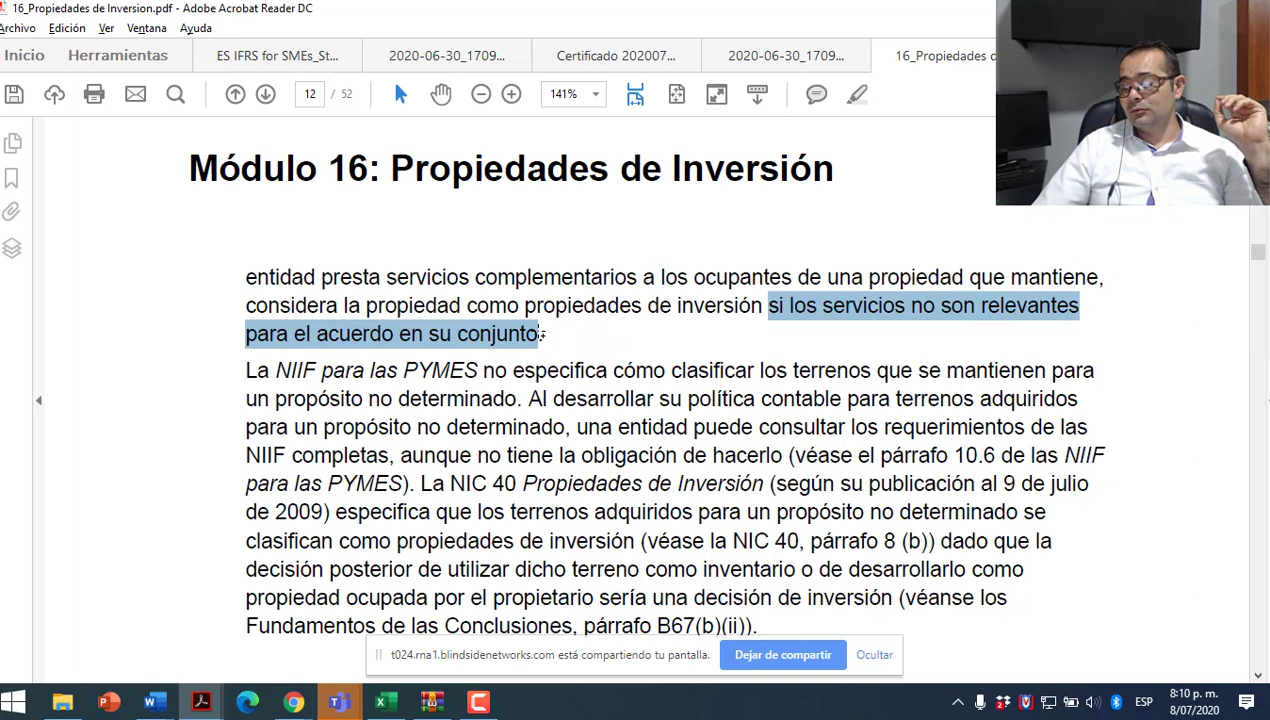 16_Propiedades de Inversion.pdf - Adobe Acrobat Reader DC
Archivo Edición Ver Ventana Ayuda
Inicio Herramientas ES IFRS for SMEs_St... 2020-06-30_1709... Certificado 202007... 2020-06-30_1709... 16_Propiedades d
12 / 52 141%
Módulo 16: Propiedades de Inversión
entidad presta servicios complementarios a los ocupantes de una propiedad que mantiene,
considera la propiedad como propiedades de inversión si los servicios no son relevantes
para el acuerdo en su conjunto.
La NIIF para las PYMES no especifica cómo clasificar los terrenos que se mantienen para
un propósito no determinado. Al desarrollar su política contable para terrenos adquiridos
para un propósito no determinado, una entidad puede consultar los requerimientos de las
NIIF completas, aunque no tiene la obligación de hacerlo (véase el párrafo 10.6 de las NIIF
para las PYMES). La NIC 40 Propiedades de Inversión (según su publicación al 9 de julio
de 2009) especifica que los terrenos adquiridos para un propósito no determinado se
clasifican como propiedades de inversión (véase la NIC 40, párrafo 8 (b)) dado que la
decisión posterior de utilizar dicho terreno como inventario o de desarrollarlo como
propiedad ocupada por el propietario sería una decisión de inversión (véanse los
Fundamentos de las Conclusiones, párrafo B67(b)(ii)).
t024.rna1.blindsidenetworks.com está compartiendo tu pantalla. Dejar de compartir Ocultar
ESP 8:10 p. m.
8/07/2020